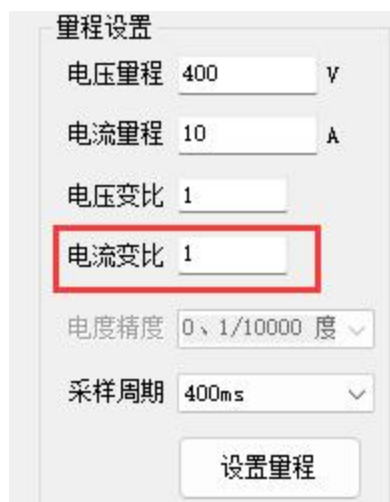 量程设置
电压量程 400 V
电流量程 10 A
电压变比 1
电流变比 1
电度精度 0、1/10000 度
采样周期 400ms
设置量程